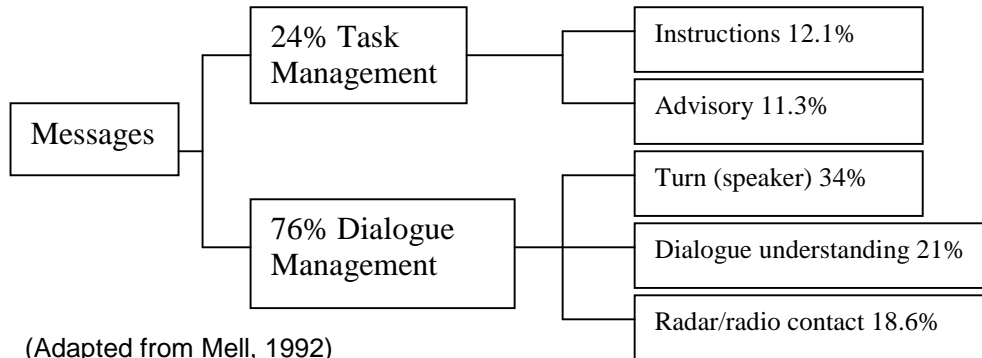 Messages
24% Task
Management
Instructions 12.1%
Advisory 11.3%
76% Dialogue
Management
Turn (speaker) 34%
Dialogue understanding 21%
Radar/radio contact 18.6%
(Adapted from Mell, 1992)